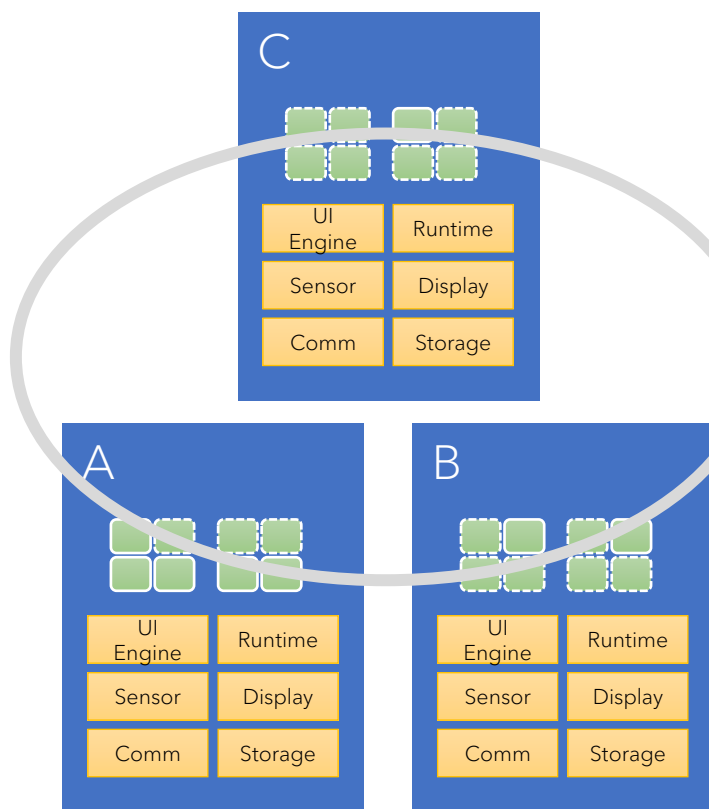 C
UI
Engine
Runtime
Sensor
Display
Comm
Storage
A
UI
Engine
Runtime
Sensor
Display
Comm
Storage
B
UI
Engine
Runtime
Sensor
Display
Comm
Storage